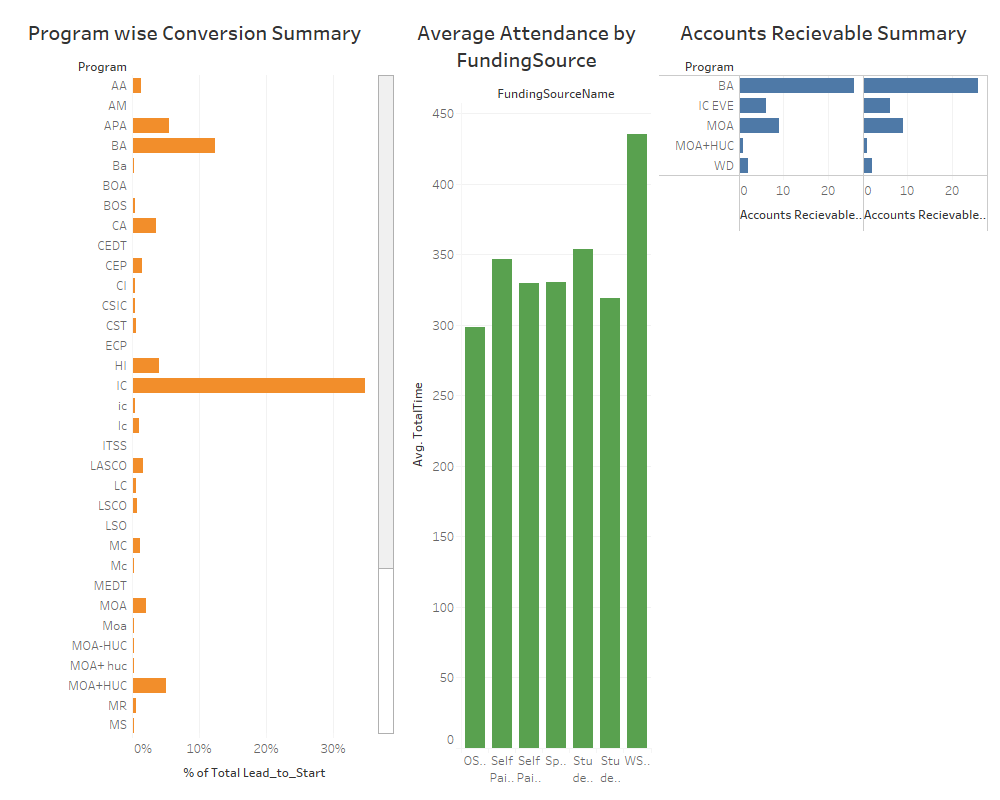 Program wise Conversion Summary
Program
AA
AM
APA
BA
Ba
BOA
BOS
CA
CEDT
CEP
CI
CSIC
CST
ECP
HI
IC
ic
Ic
ITSS
LASCO
LC
LSCO
LSO
MC
Mc
MEDT
MOA
Moa
MOA-HUC
MOA+ huc
MOA+HUC
MR
MS
0% 10% 20% 30%
% of Total Lead_to_Start
Average Attendance by
FundingSource
FundingSourceName
450
400
350
300
250
200
150
100
50
0
Avg. TotalTime
OS.. Self Self Sp.. Stu Stu WS..
Pai.. Pai.. de.. de..
Accounts Recievable Summary
Program
BA
IC EVE
MOA
MOA+HUC
WD
0 10 20 0 10 20
Accounts Recievable.. Accounts Recievable..